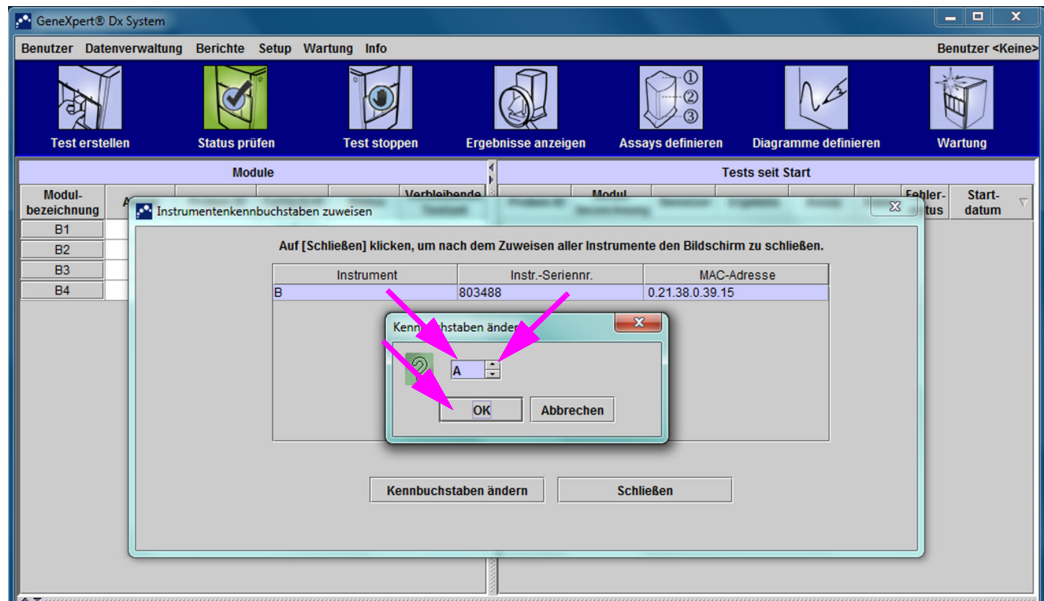 GeneXpert® Dx System
Benutzer Datenverwaltung Berichte Setup Wartung Info Benutzer <Keine>
Test erstellen Status prüfen Test stoppen Ergebnisse anzeigen Assays definieren Diagramme definieren Wartung
Module Tests seit Start
Modul-
bezeichnung
Verbleibende
Modul
Fehler-
Start-
datum
Instrumentenkennbuchstaben zuweisen
B1
B2
B3
B4
Auf [Schließen] klicken, um nach dem Zuweisen aller Instrumente den Bildschirm zu schließen.
Instrument Instr.-Seriennr. MAC-Adresse
B 803488 0.21.38.0.39.15
Kennbuchstaben ändern
A
OK Abbrechen
Kennbuchstaben ändern Schließen